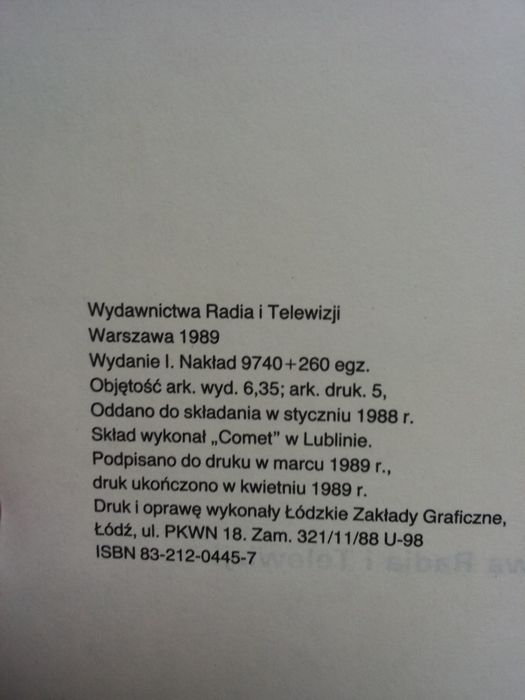 Wydawnictwa Radia i Telewizji
Warszawa 1989
Wydanie I. Nakład 9740+260 egz.
Objętość ark. wyd. 6,35; ark. druk. 5,
Oddano do składania w styczniu 1988 r.
Skład wykonał „Comet” w Lublinie.
Podpisano do druku w marcu 1989 r.,
druk ukończono w kwietniu 1989 r.
Druk i oprawę wykonały Łódzkie Zakłady Graficzne,
Łódź, ul. PKWN 18. Zam. 321/11/88 U-98
ISBN 83-212-0445-7